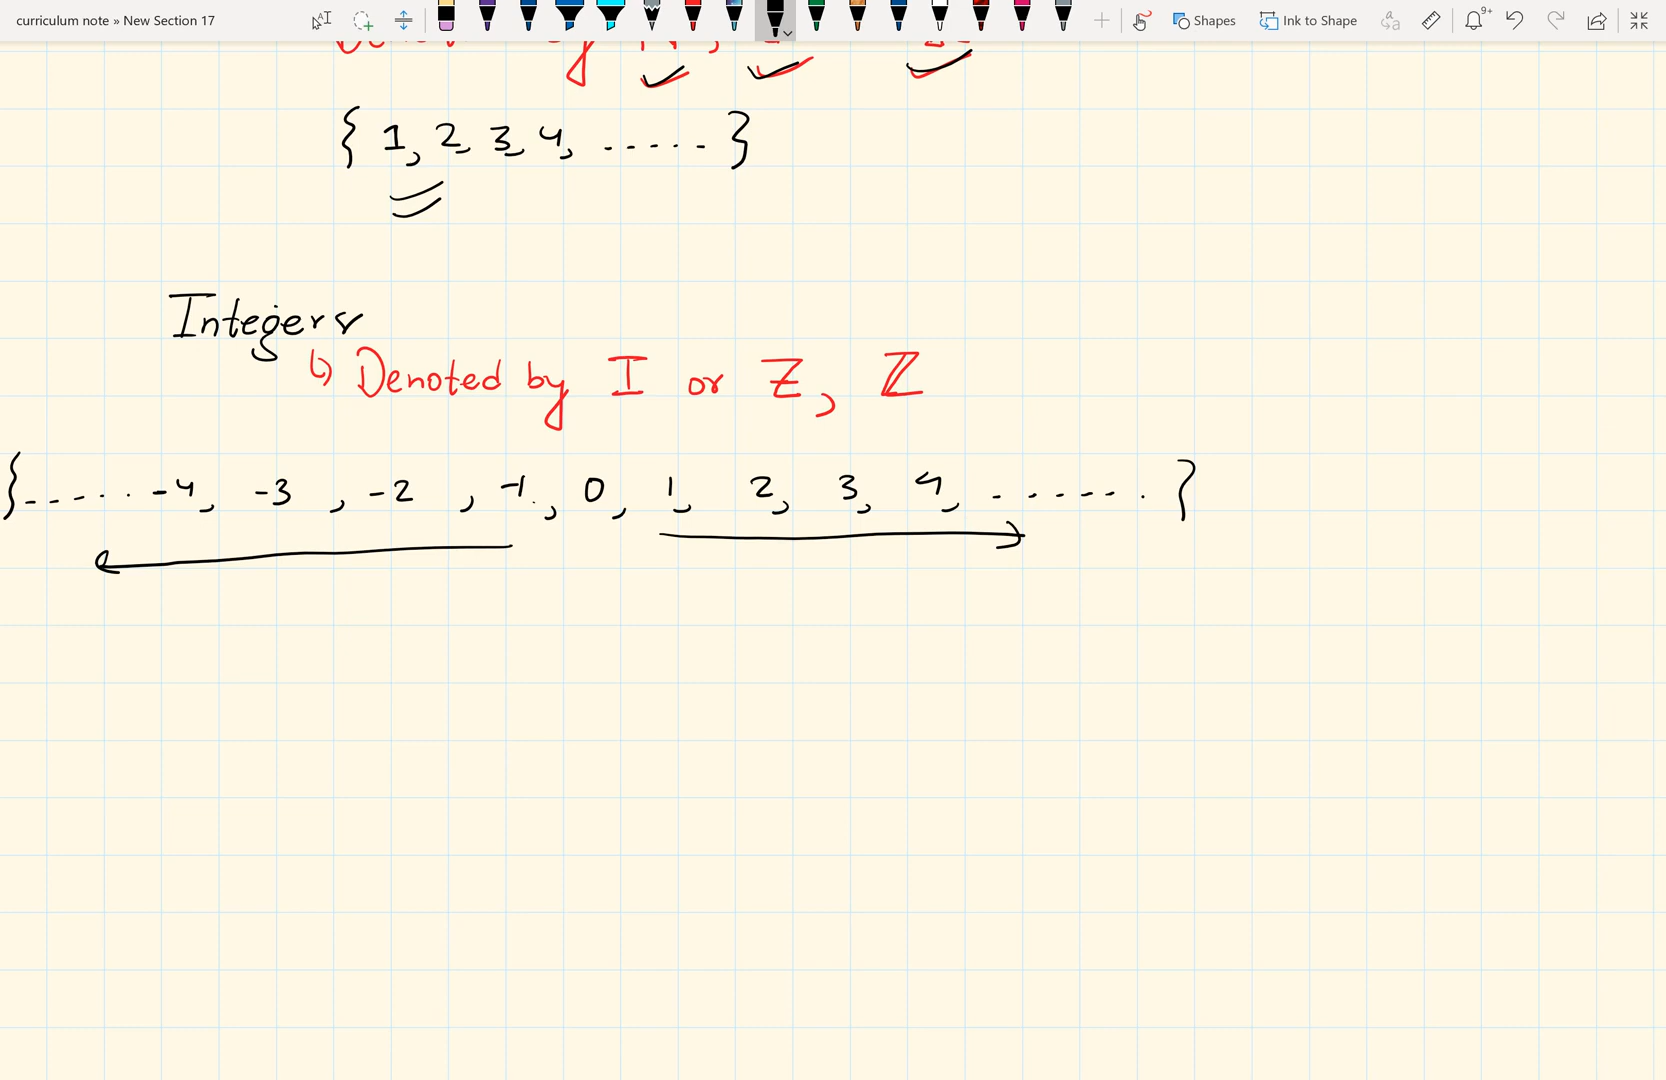 curriculum note » New Section 17
Shapes
Ink to Shape
9+
{ 1, 2, 3, 4, ..... }
Integers
↳ Denoted by I or Z, ℤ
{...... -4, -3, -2, -1, 0, 1, 2, 3, 4, ...... }